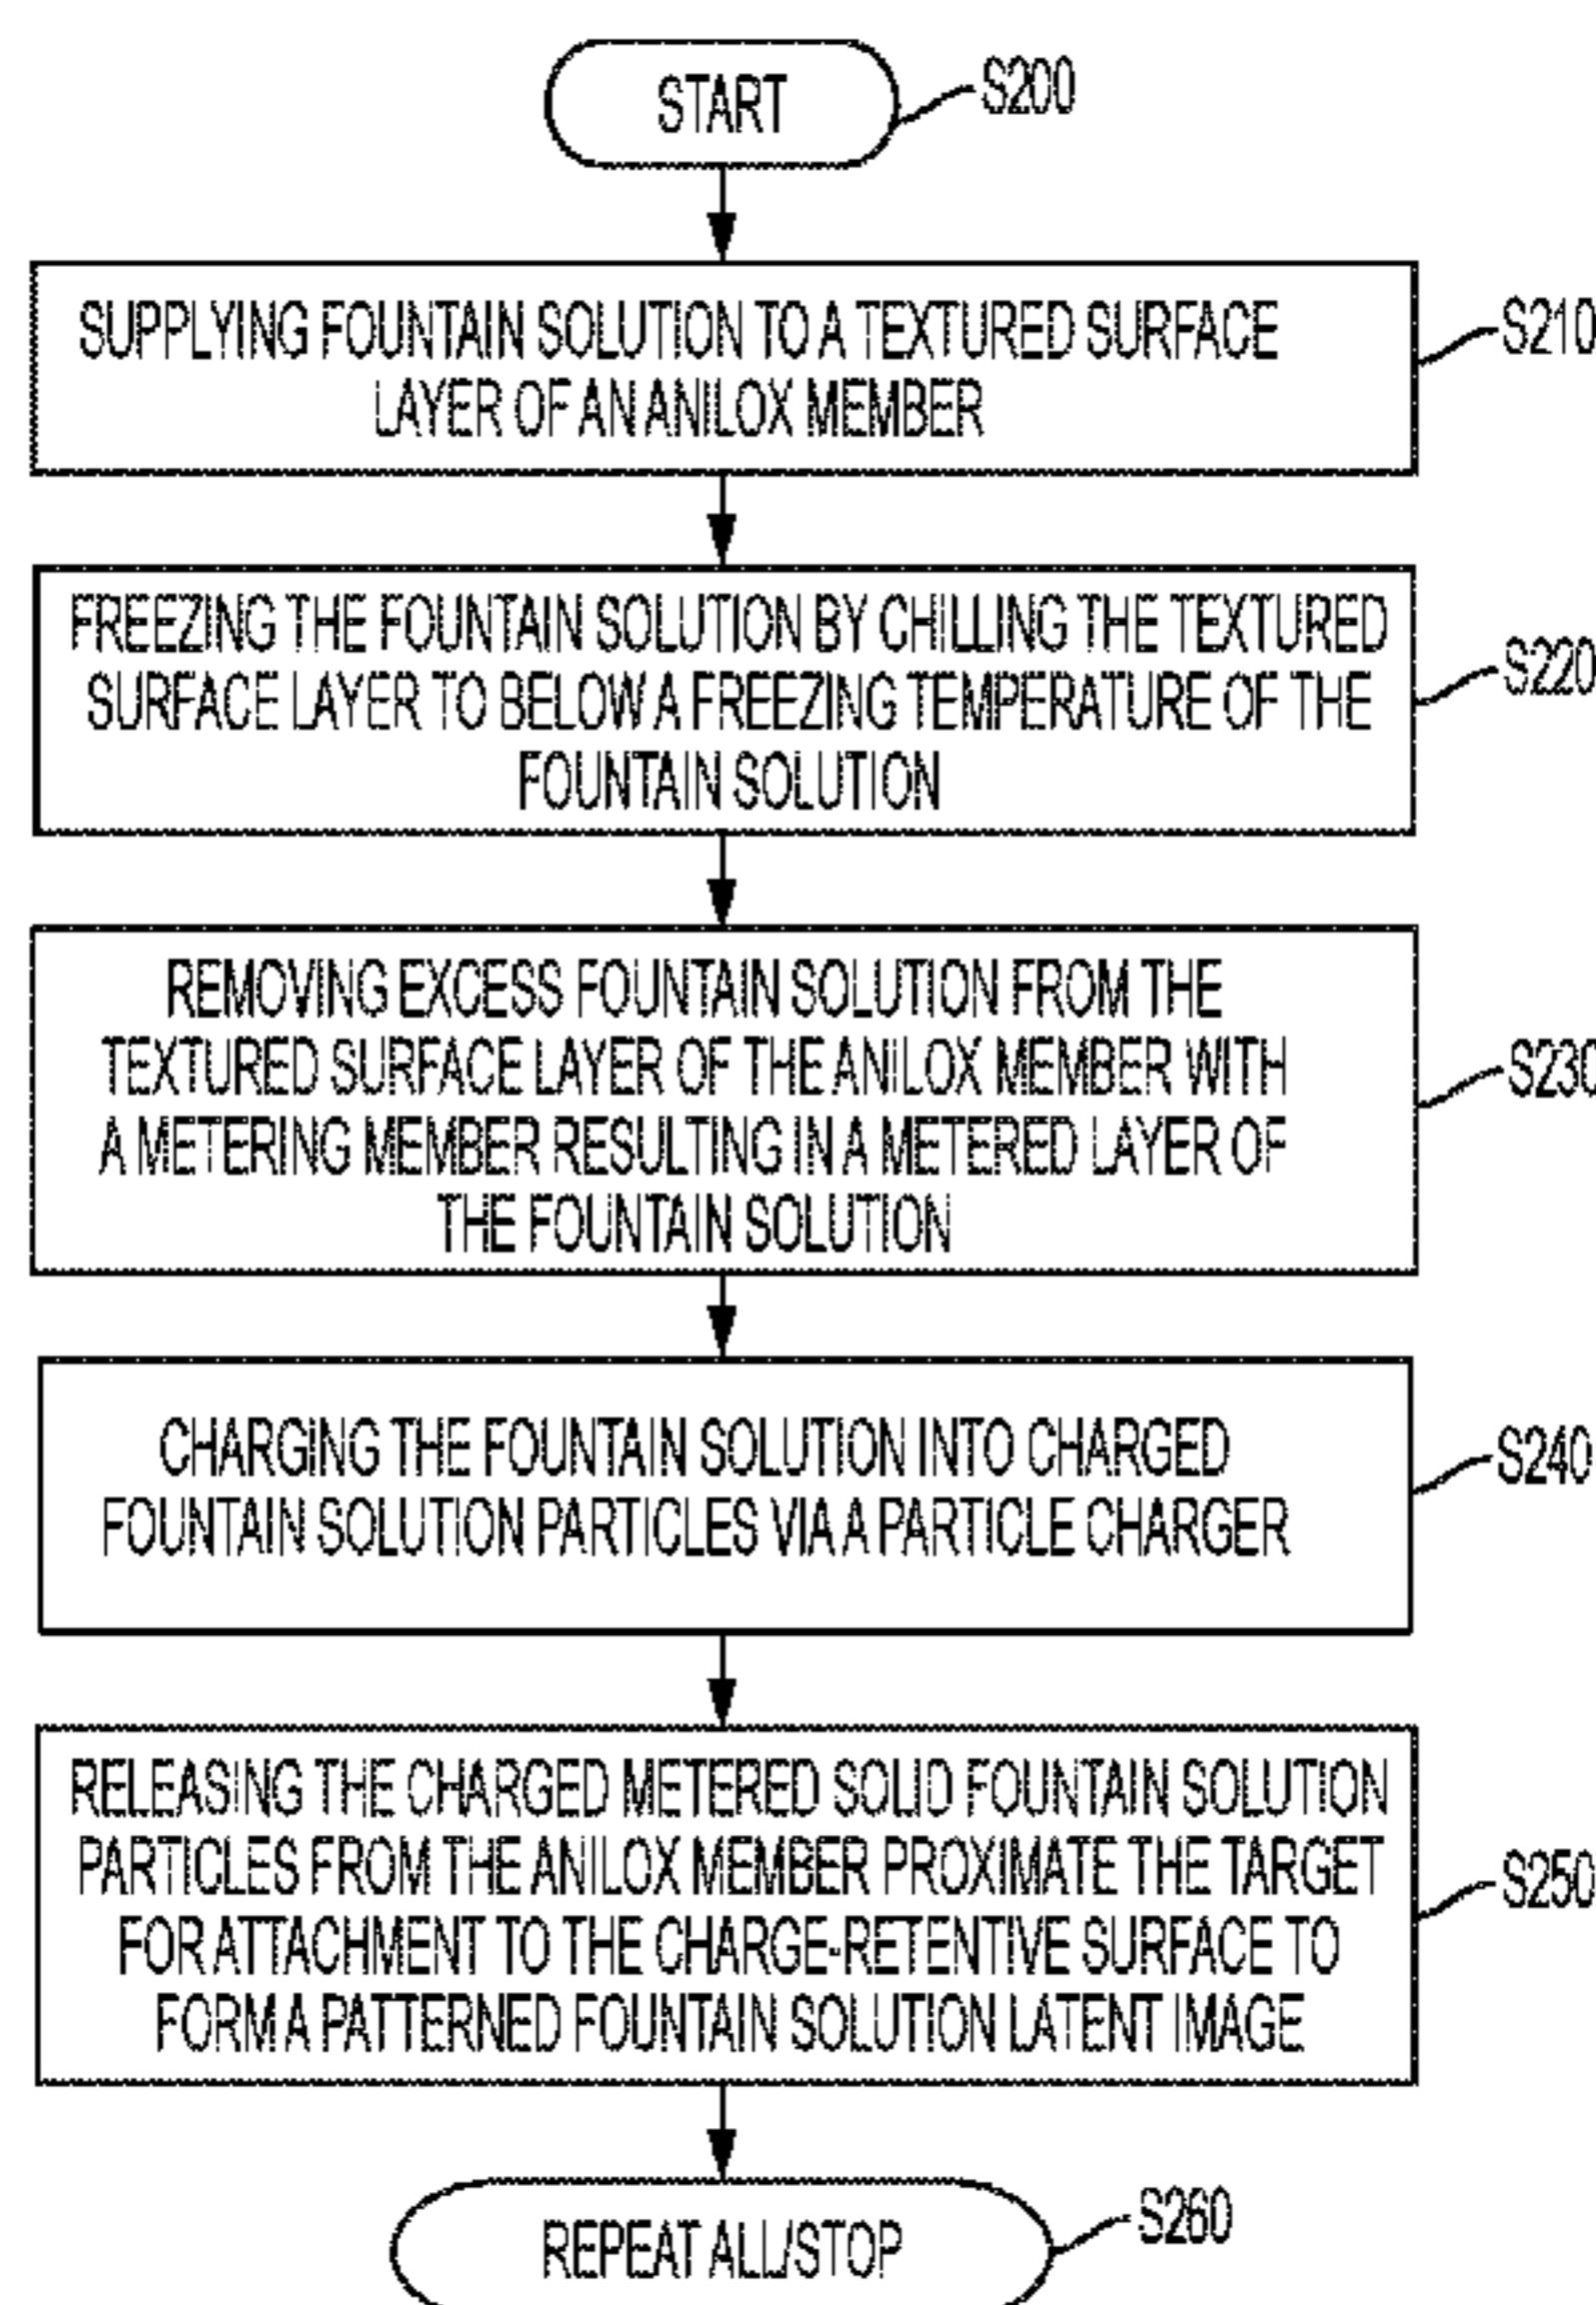 START
S200
SUPPLYING FOUNTAIN SOLUTION TO A TEXTURED SURFACE
LAYER OF AN ANILOX MEMBER
S210
FREEZING THE FOUNTAIN SOLUTION BY CHILLING THE TEXTURED
SURFACE LAYER TO BELOW A FREEZING TEMPERATURE OF THE
FOUNTAIN SOLUTION
S220
REMOVING EXCESS FOUNTAIN SOLUTION FROM THE
TEXTURED SURFACE LAYER OF THE ANILOX MEMBER WITH
A METERING MEMBER RESULTING IN A METERED LAYER OF
THE FOUNTAIN SOLUTION
S230
CHARGING THE FOUNTAIN SOLUTION INTO CHARGED
FOUNTAIN SOLUTION PARTICLES VIA A PARTICLE CHARGER
S240
RELEASING THE CHARGED METERED SOLID FOUNTAIN SOLUTION
PARTICLES FROM THE ANILOX MEMBER PROXIMATE THE TARGET
FOR ATTACHMENT TO THE CHARGE-RETENTIVE SURFACE TO
FORM A PATTERNED FOUNTAIN SOLUTION LATENT IMAGE
S250
REPEAT ALL/STOP
S260